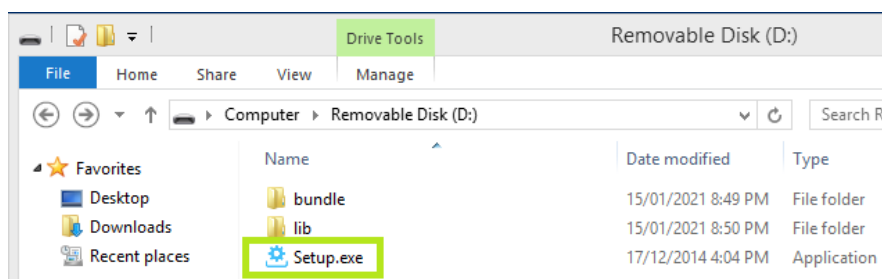 Drive Tools Removable Disk (D:)
File Home Share View Manage
Computer Removable Disk (D:) Search
Name Date modified Type
Favorites
Desktop bundle 15/01/2021 8:49 PM File folder
Downloads lib 15/01/2021 8:50 PM File folder
Recent places Setup.exe 17/12/2014 4:04 PM Application